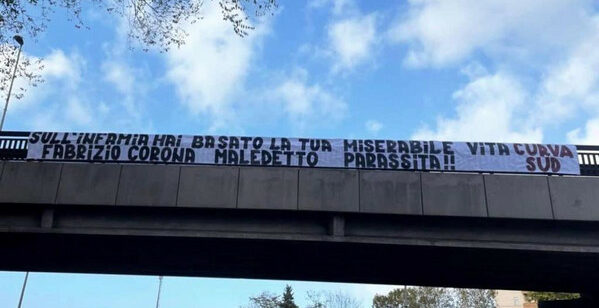 SULL'INFAMIA HAI BASATO LA TUA MISERABILE VITA CURVA
FABRIZIO CORONA MALEDETTO PARASSITA!! SUD